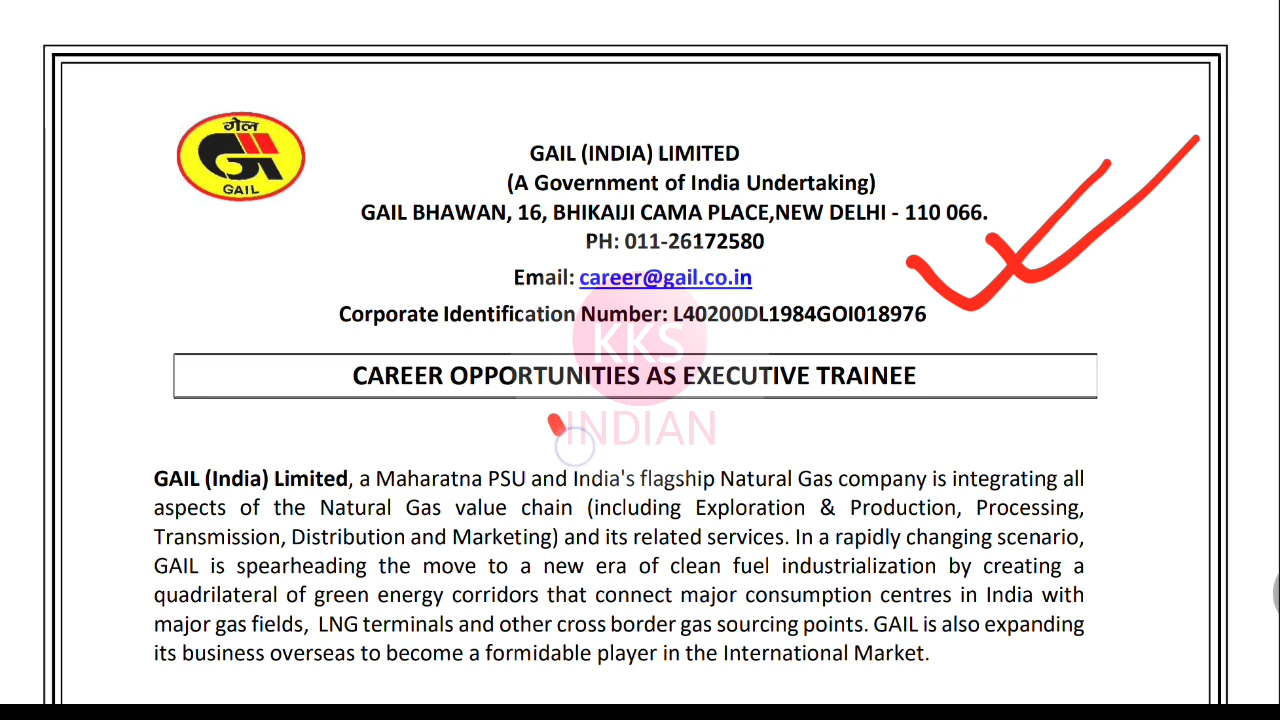 गेल
GAIL
GAIL (INDIA) LIMITED
(A Government of India Undertaking)
GAIL BHAWAN, 16, BHIKAIJI CAMA PLACE,NEW DELHI - 110 066.
PH: 011-26172580
Email: career@gail.co.in
Corporate Identification Number: L40200DL1984GOI018976
KKS
CAREER OPPORTUNITIES AS EXECUTIVE TRAINEE
INDIAN
GAIL (India) Limited, a Maharatna PSU and India's flagship Natural Gas company is integrating all
aspects of the Natural Gas value chain (including Exploration & Production, Processing,
Transmission, Distribution and Marketing) and its related services. In a rapidly changing scenario,
GAIL is spearheading the move to a new era of clean fuel industrialization by creating a
quadrilateral of green energy corridors that connect major consumption centres in India with
major gas fields, LNG terminals and other cross border gas sourcing points. GAIL is also expanding
its business overseas to become a formidable player in the International Market.